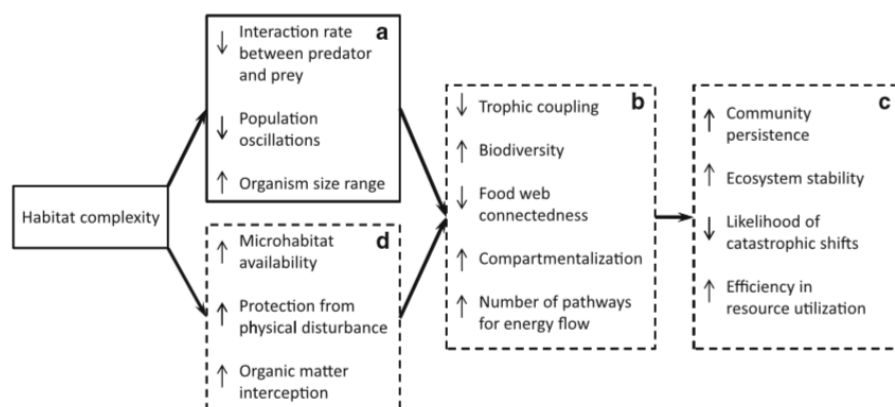 Habitat complexity
a
↓ Interaction rate
between predator
and prey
↓ Population
oscillations
↑ Organism size range
d
↑ Microhabitat
availability
↑ Protection from
physical disturbance
↑ Organic matter
interception
b
↓ Trophic coupling
↑ Biodiversity
↓ Food web
connectedness
↑ Compartmentalization
↑ Number of pathways
for energy flow
c
↑ Community
persistence
↑ Ecosystem stability
↓ Likelihood of
catastrophic shifts
↑ Efficiency in
resource utilization